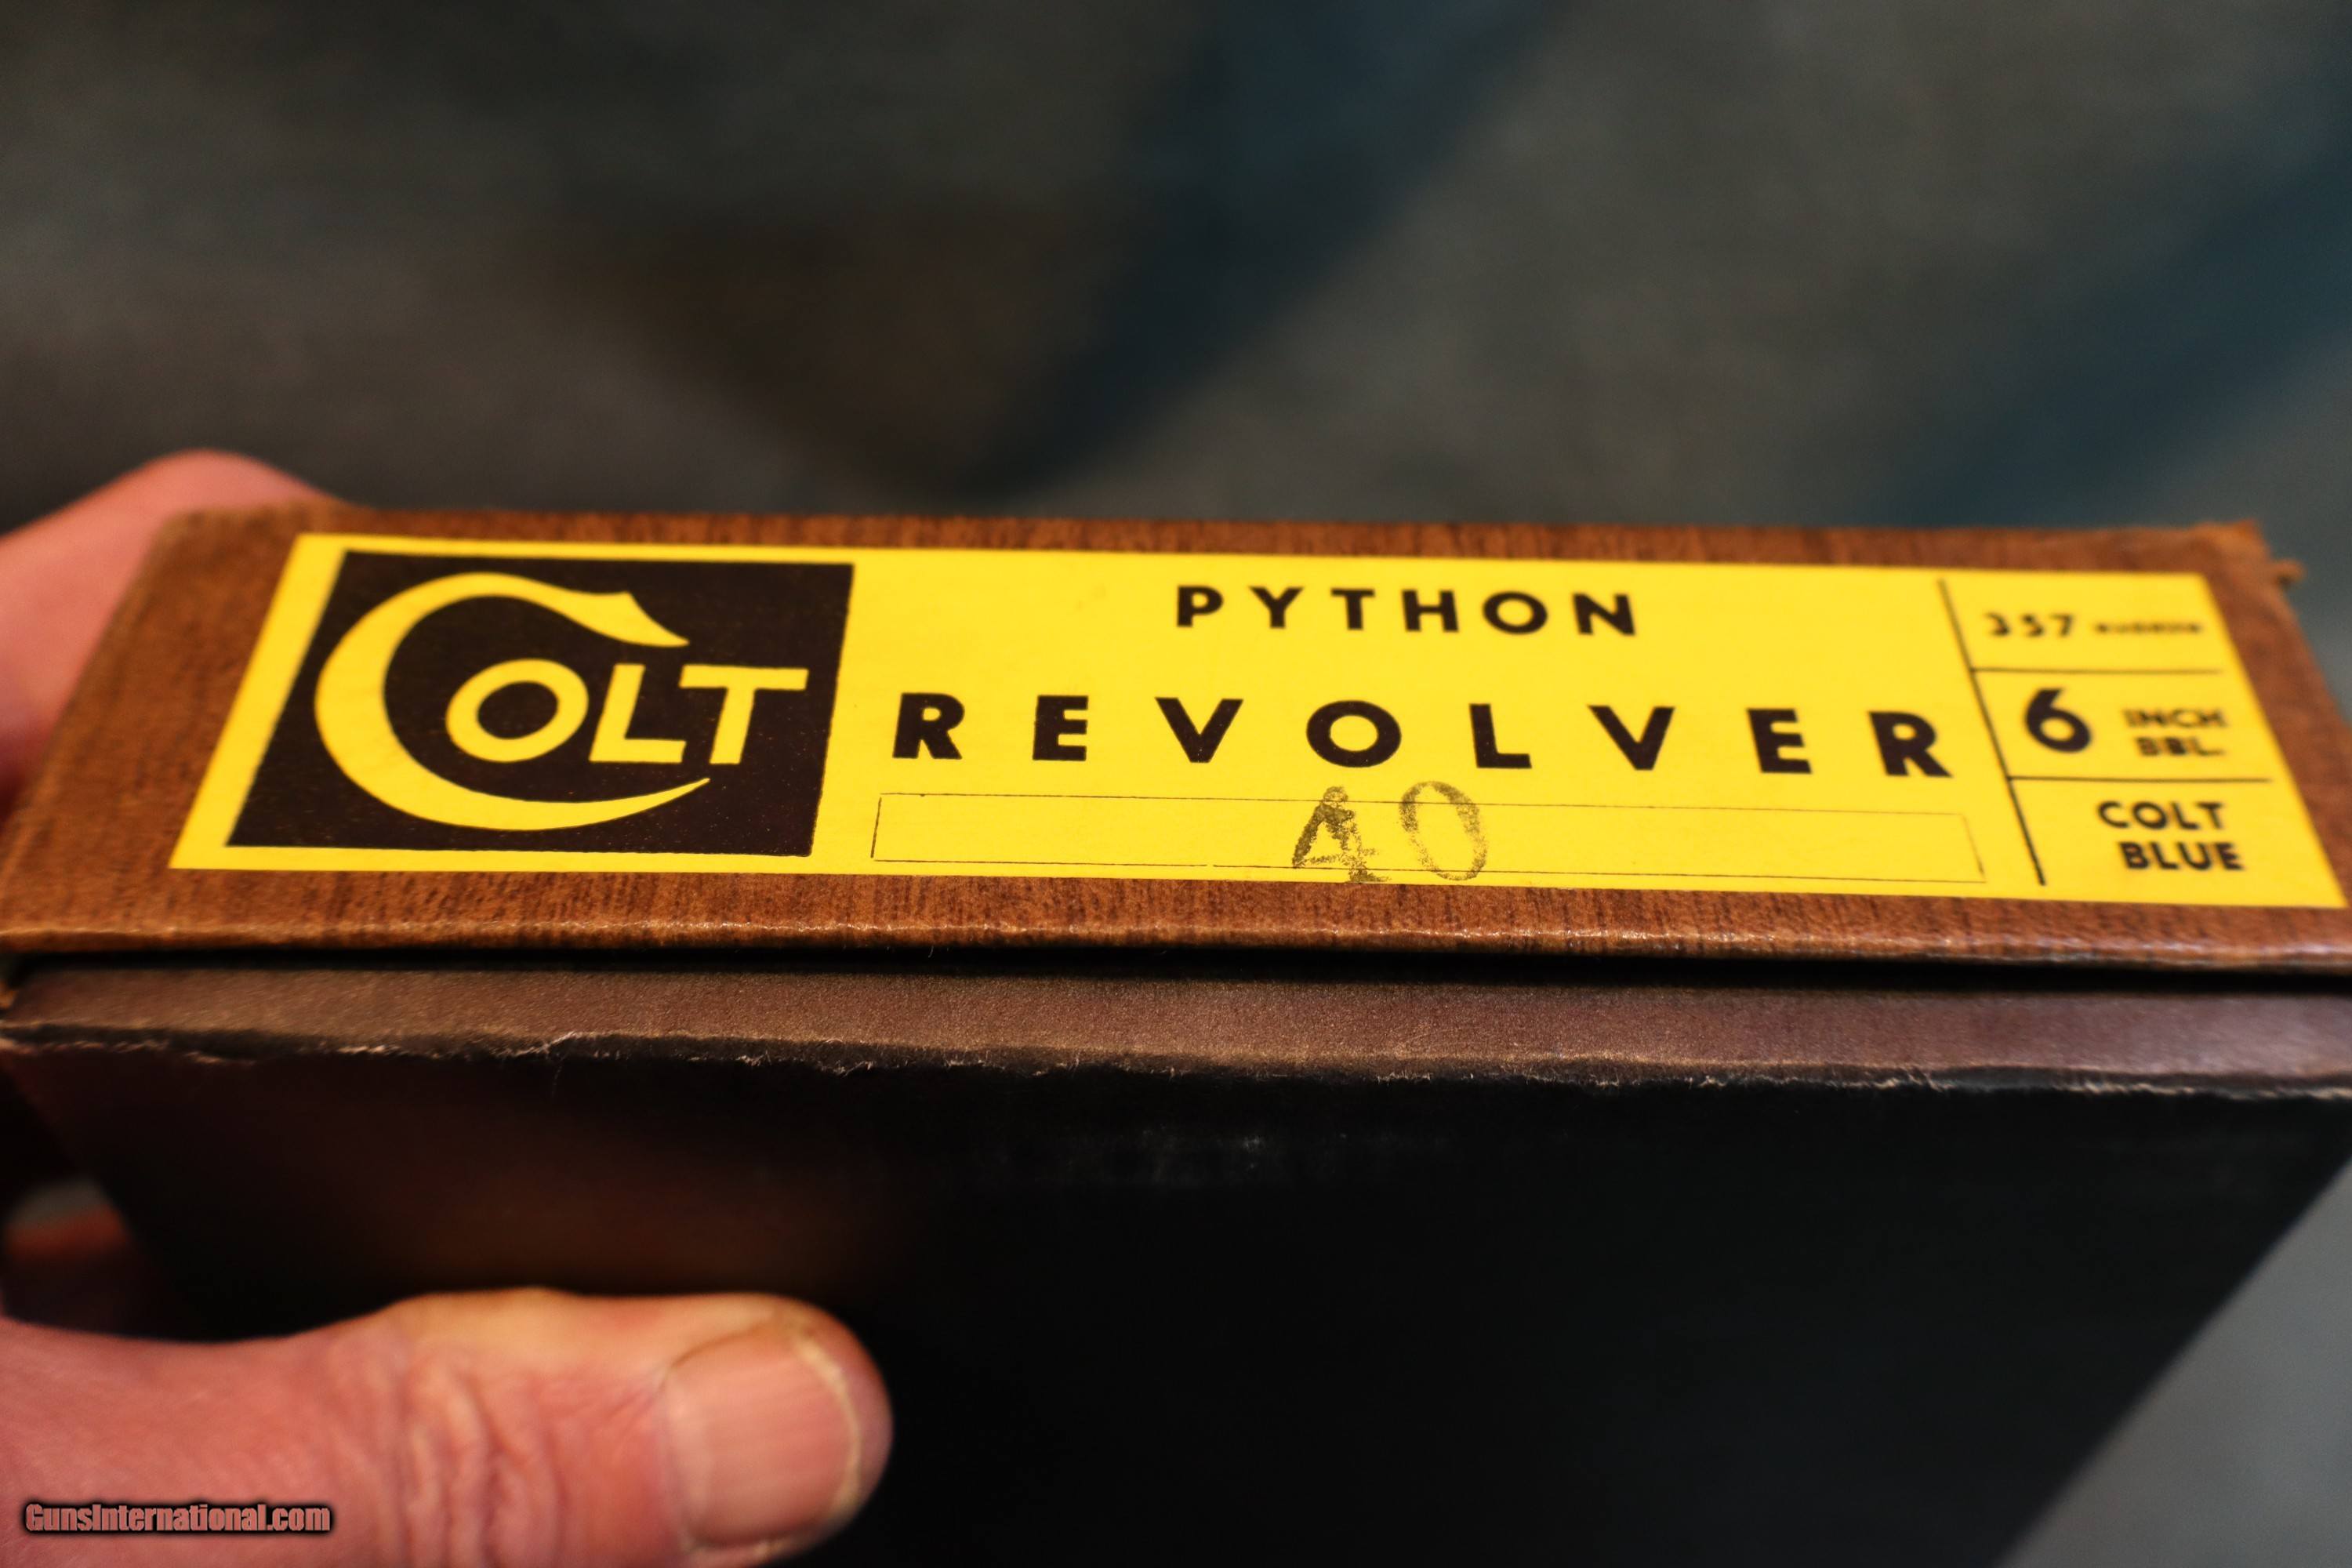 COLT
PYTHON
REVOLVER
40
357
6 INCH
BBL.
COLT
BLUE
GunsInternational.com